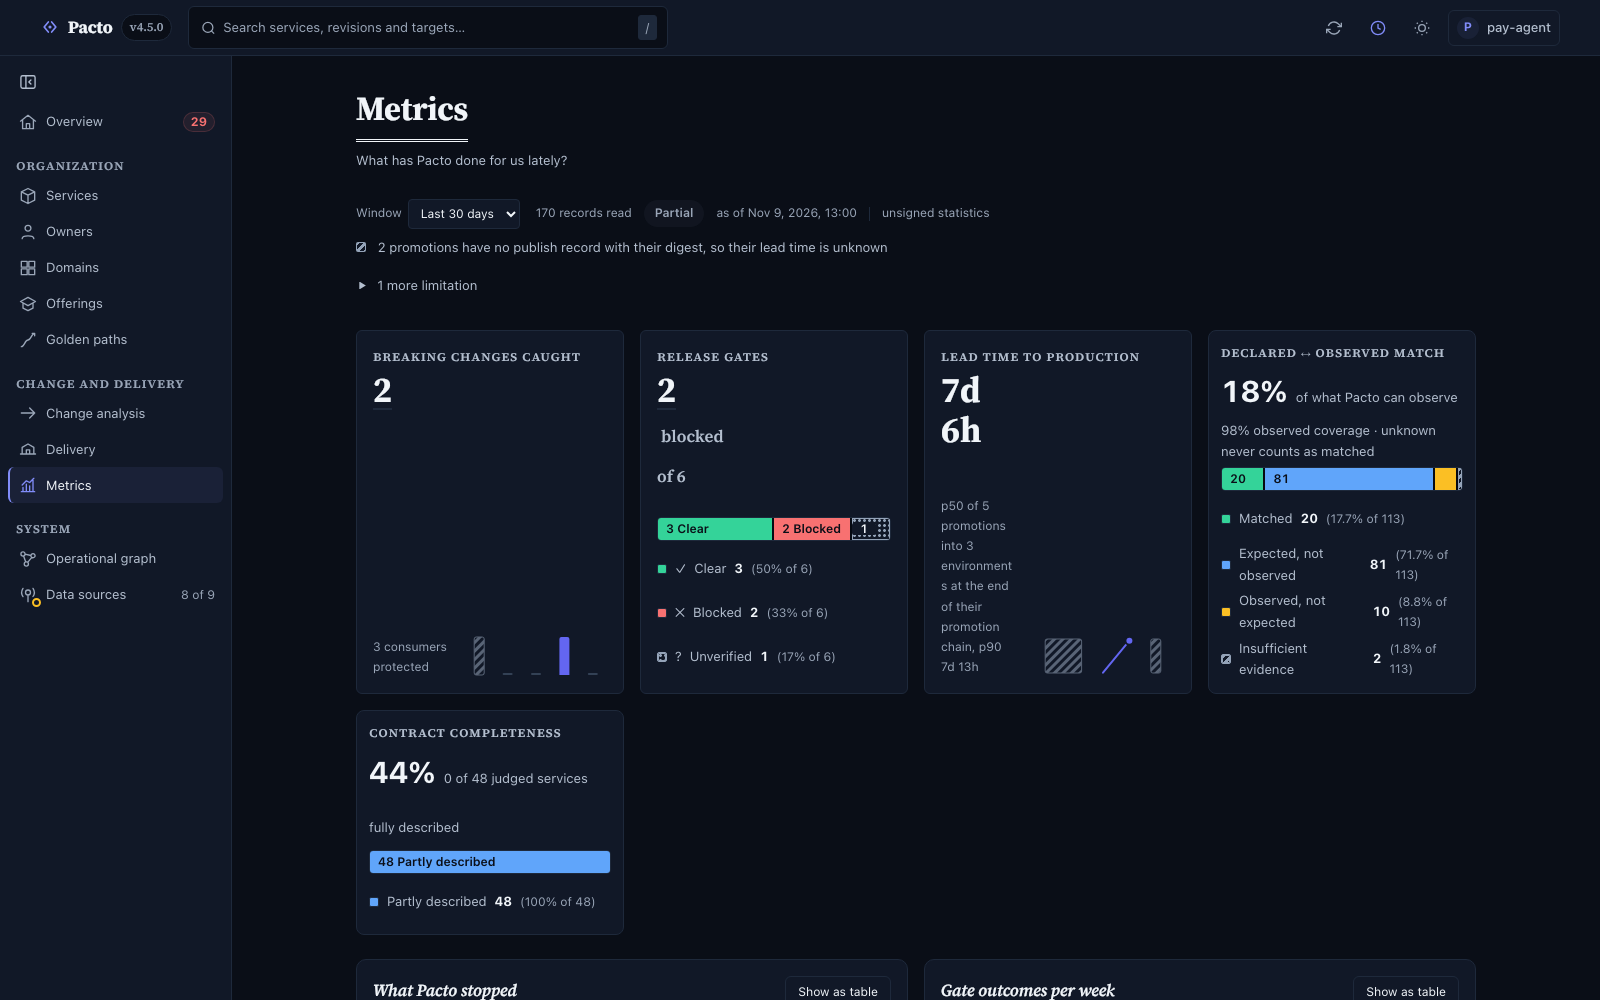 Pacto v4.5.0
Search services, revisions and targets...
/
P pay-agent
Overview 29
ORGANIZATION
Services
Owners
Domains
Offerings
Golden paths
CHANGE AND DELIVERY
Change analysis
Delivery
Metrics
SYSTEM
Operational graph
Data sources 8 of 9
Metrics
What has Pacto done for us lately?
Window Last 30 days 170 records read Partial as of Nov 9, 2026, 13:00 unsigned statistics
2 promotions have no publish record with their digest, so their lead time is unknown
1 more limitation
BREAKING CHANGES CAUGHT
2
3 consumers
protected
RELEASE GATES
2
blocked
of 6
3 Clear 2 Blocked 1
Clear 3 (50% of 6)
Blocked 2 (33% of 6)
? Unverified 1 (17% of 6)
LEAD TIME TO PRODUCTION
7d
6h
p50 of 5
promotions
into 3
environment
s at the end
of their
promotion
chain, p90
7d 13h
DECLARED ↔ OBSERVED MATCH
18% of what Pacto can observe
98% observed coverage · unknown
never counts as matched
20 81
Matched 20 (17.7% of 113)
Expected, not
observed 81 (71.7% of
113)
Observed, not
expected 10 (8.8% of
113)
Insufficient
evidence 2 (1.8% of
113)
CONTRACT COMPLETENESS
44% 0 of 48 judged services
fully described
48 Partly described
Partly described 48 (100% of 48)
What Pacto stopped Show as table
Gate outcomes per week Show as table